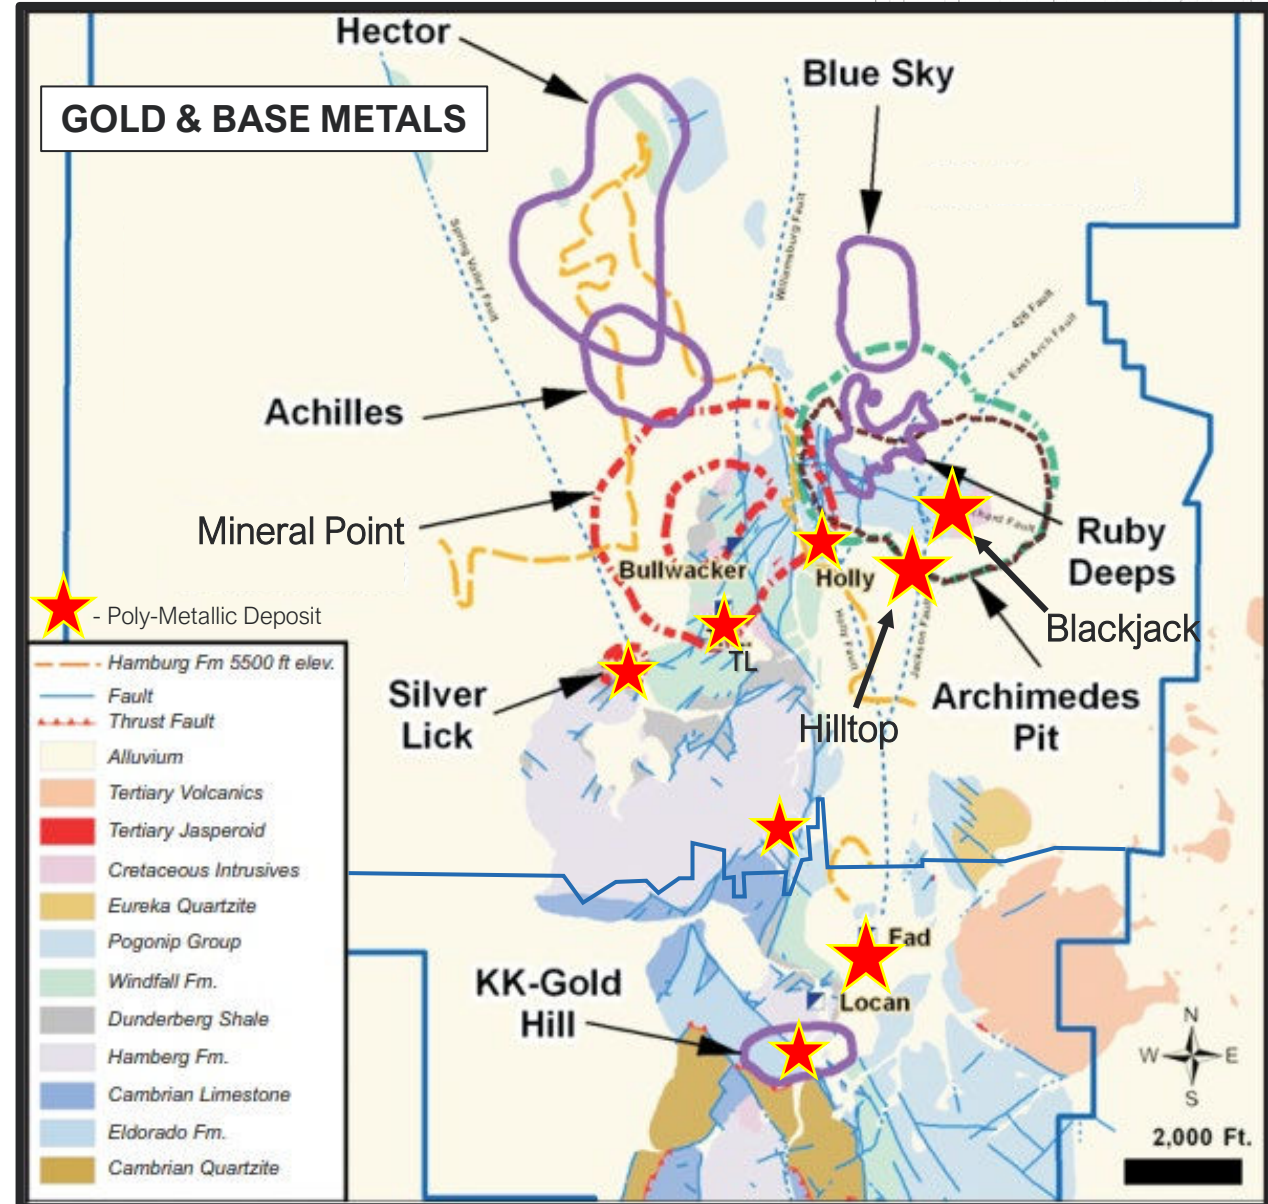 Hector
Blue Sky
GOLD & BASE METALS
Spring Valley Fault
Williamsburg Fault
426 Fault
East Arch Fault
Achilles
Mineral Point
Ruby
Deeps
Bullwacker
Holly
Blackjack
- Poly-Metallic Deposit
Holly Fault
Jackson Fault
TL
Silver
Lick
Hilltop
Archimedes
Pit
Hamburg Fm 5500 ft elev.
Fault
Thrust Fault
Alluvium
Tertiary Volcanics
Tertiary Jasperoid
Cretaceous Intrusives
Eureka Quartzite
Pogonip Group
Windfall Fm.
Dunderberg Shale
Hamberg Fm.
Cambrian Limestone
Eldorado Fm.
Cambrian Quartzite
Fad
Locan
KK-Gold
Hill
N
W
E
S
2,000 Ft.